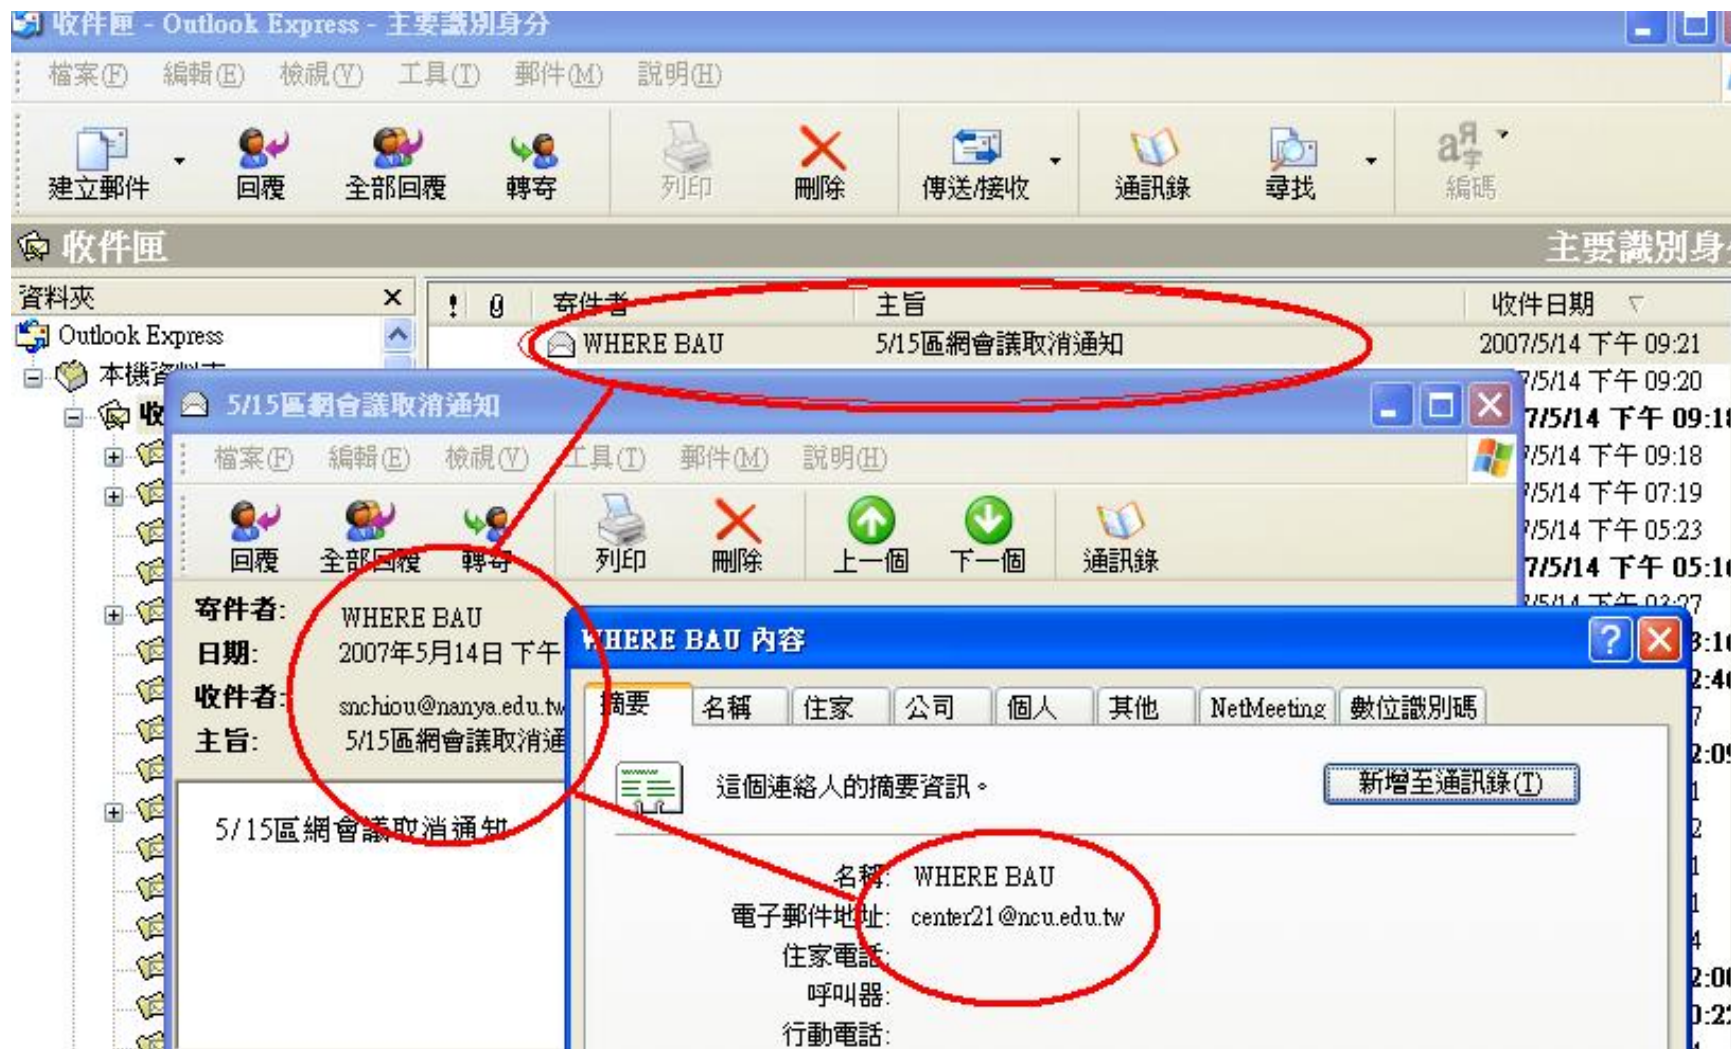 收件匣 - Outlook Express - 主要識別身分
檔案(F) 編輯(E) 檢視(V) 工具(T) 郵件(M) 說明(H)
建立郵件 回覆 全部回覆 轉寄 列印 刪除 傳送/接收 通訊錄 尋找 編碼
收件匣 主要識別身
資料夾 寄件者 主旨 收件日期
Outlook Express WHERE BAU 5/15區網會議取消通知 2007/5/14 下午 09:21
本機資 7/5/14 下午 09:20
收 5/15區網會議取消通知 7/5/14 下午 09:18
檔案(F) 編輯(E) 檢視(V) 工具(T) 郵件(M) 說明(H) /5/14 下午 09:18
/5/14 下午 07:19
/5/14 下午 05:23
回覆 全部回覆 轉寄 列印 刪除 上一個 下一個 通訊錄 7/5/14 下午 05:1
寄件者: WHERE BAU
日期: 2007年5月14日 下午
收件者: snchiou@nanya.edu.tw
主旨: 5/15區網會議取消通
5/15區網會議取消通知
WHERE BAU 內容
摘要 名稱 住家 公司 個人 其他 NetMeeting 數位識別碼
這個連絡人的摘要資訊。 新增至通訊錄(T)
名稱: WHERE BAU
電子郵件地址: center21@ncu.edu.tw
住家電話:
呼叫器:
行動電話: